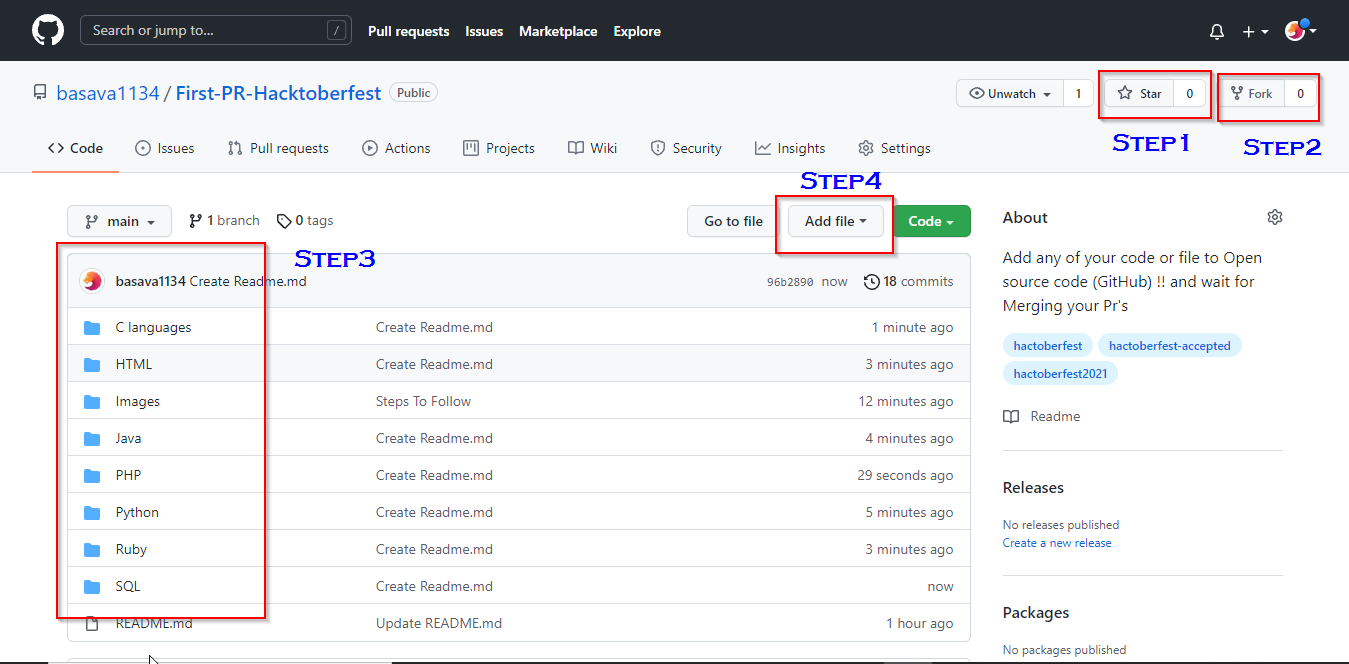 Search or jump to... /
Pull requests Issues Marketplace Explore
basava1134 / First-PR-Hacktoberfest Public
Unwatch 1 Star 0 Fork 0
Step1
Step2
Code Issues Pull requests Actions Projects Wiki Security Insights Settings
Step4
main 1 branch 0 tags
Go to file Add file Code
Step3
basava1134 Create Readme.md 96b2890 now 18 commits
C languages Create Readme.md 1 minute ago
HTML Create Readme.md 3 minutes ago
Images Steps To Follow 12 minutes ago
Java Create Readme.md 4 minutes ago
PHP Create Readme.md 29 seconds ago
Python Create Readme.md 5 minutes ago
Ruby Create Readme.md 3 minutes ago
SQL Create Readme.md now
README.md Update README.md 1 hour ago
About
Add any of your code or file to Open
source code (GitHub) !! and wait for
Merging your Pr's
hactoberfest hactoberfest-accepted
hactoberfest2021
Readme
Releases
No releases published
Create a new release
Packages
No packages published